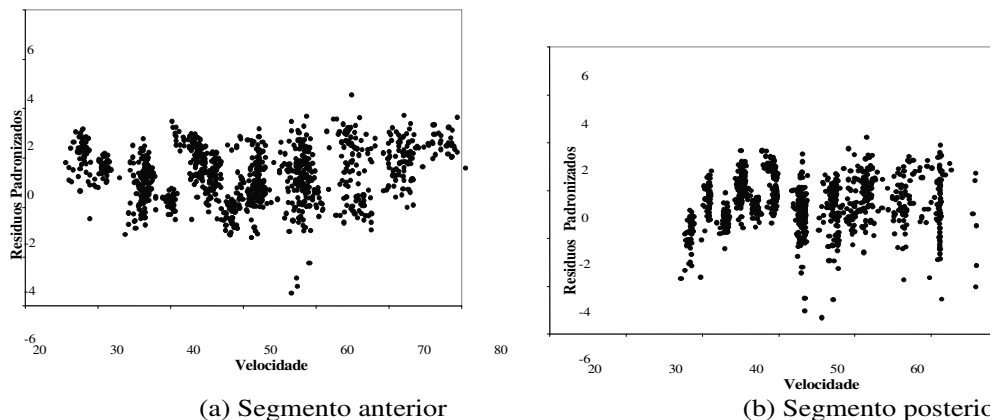 6
4
2
0
-2
-4
-6
Resíduos Padronizados
20 30 40 50 60 70 80
Velocidade
(a) Segmento anterior
6
4
2
0
-2
-4
-6
Resíduos Padronizados
20 30 40 50 60
Velocidade
(b) Segmento posterio